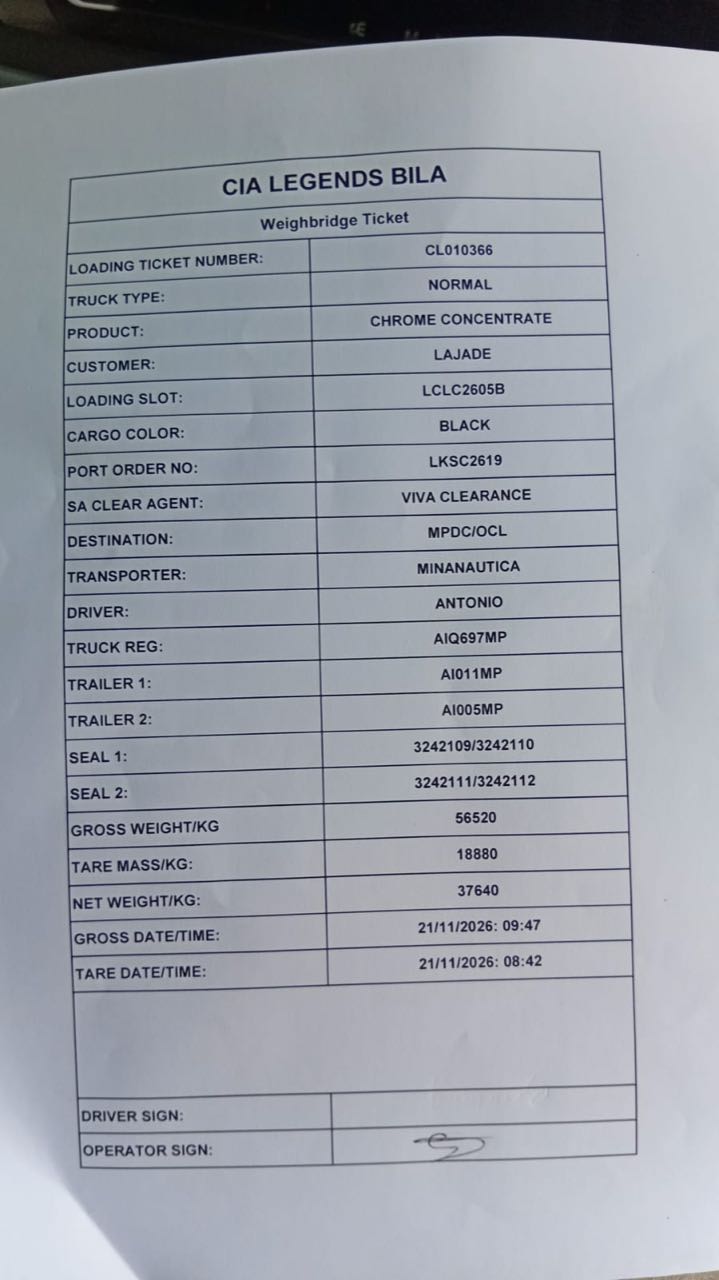 CIA LEGENDS BILA
Weighbridge Ticket
LOADING TICKET NUMBER: CL010366
TRUCK TYPE: NORMAL
PRODUCT: CHROME CONCENTRATE
CUSTOMER: LAJADE
LOADING SLOT: LCLC2605B
CARGO COLOR: BLACK
PORT ORDER NO: LKSC2619
SA CLEAR AGENT: VIVA CLEARANCE
DESTINATION: MPDC/OCL
TRANSPORTER: MINANAUTICA
DRIVER: ANTONIO
TRUCK REG: AIQ697MP
TRAILER 1: AI011MP
TRAILER 2: AI005MP
SEAL 1: 3242109/3242110
SEAL 2: 3242111/3242112
GROSS WEIGHT/KG 56520
TARE MASS/KG: 18880
NET WEIGHT/KG: 37640
GROSS DATE/TIME: 21/11/2026: 09:47
TARE DATE/TIME: 21/11/2026: 08:42
DRIVER SIGN:
OPERATOR SIGN: